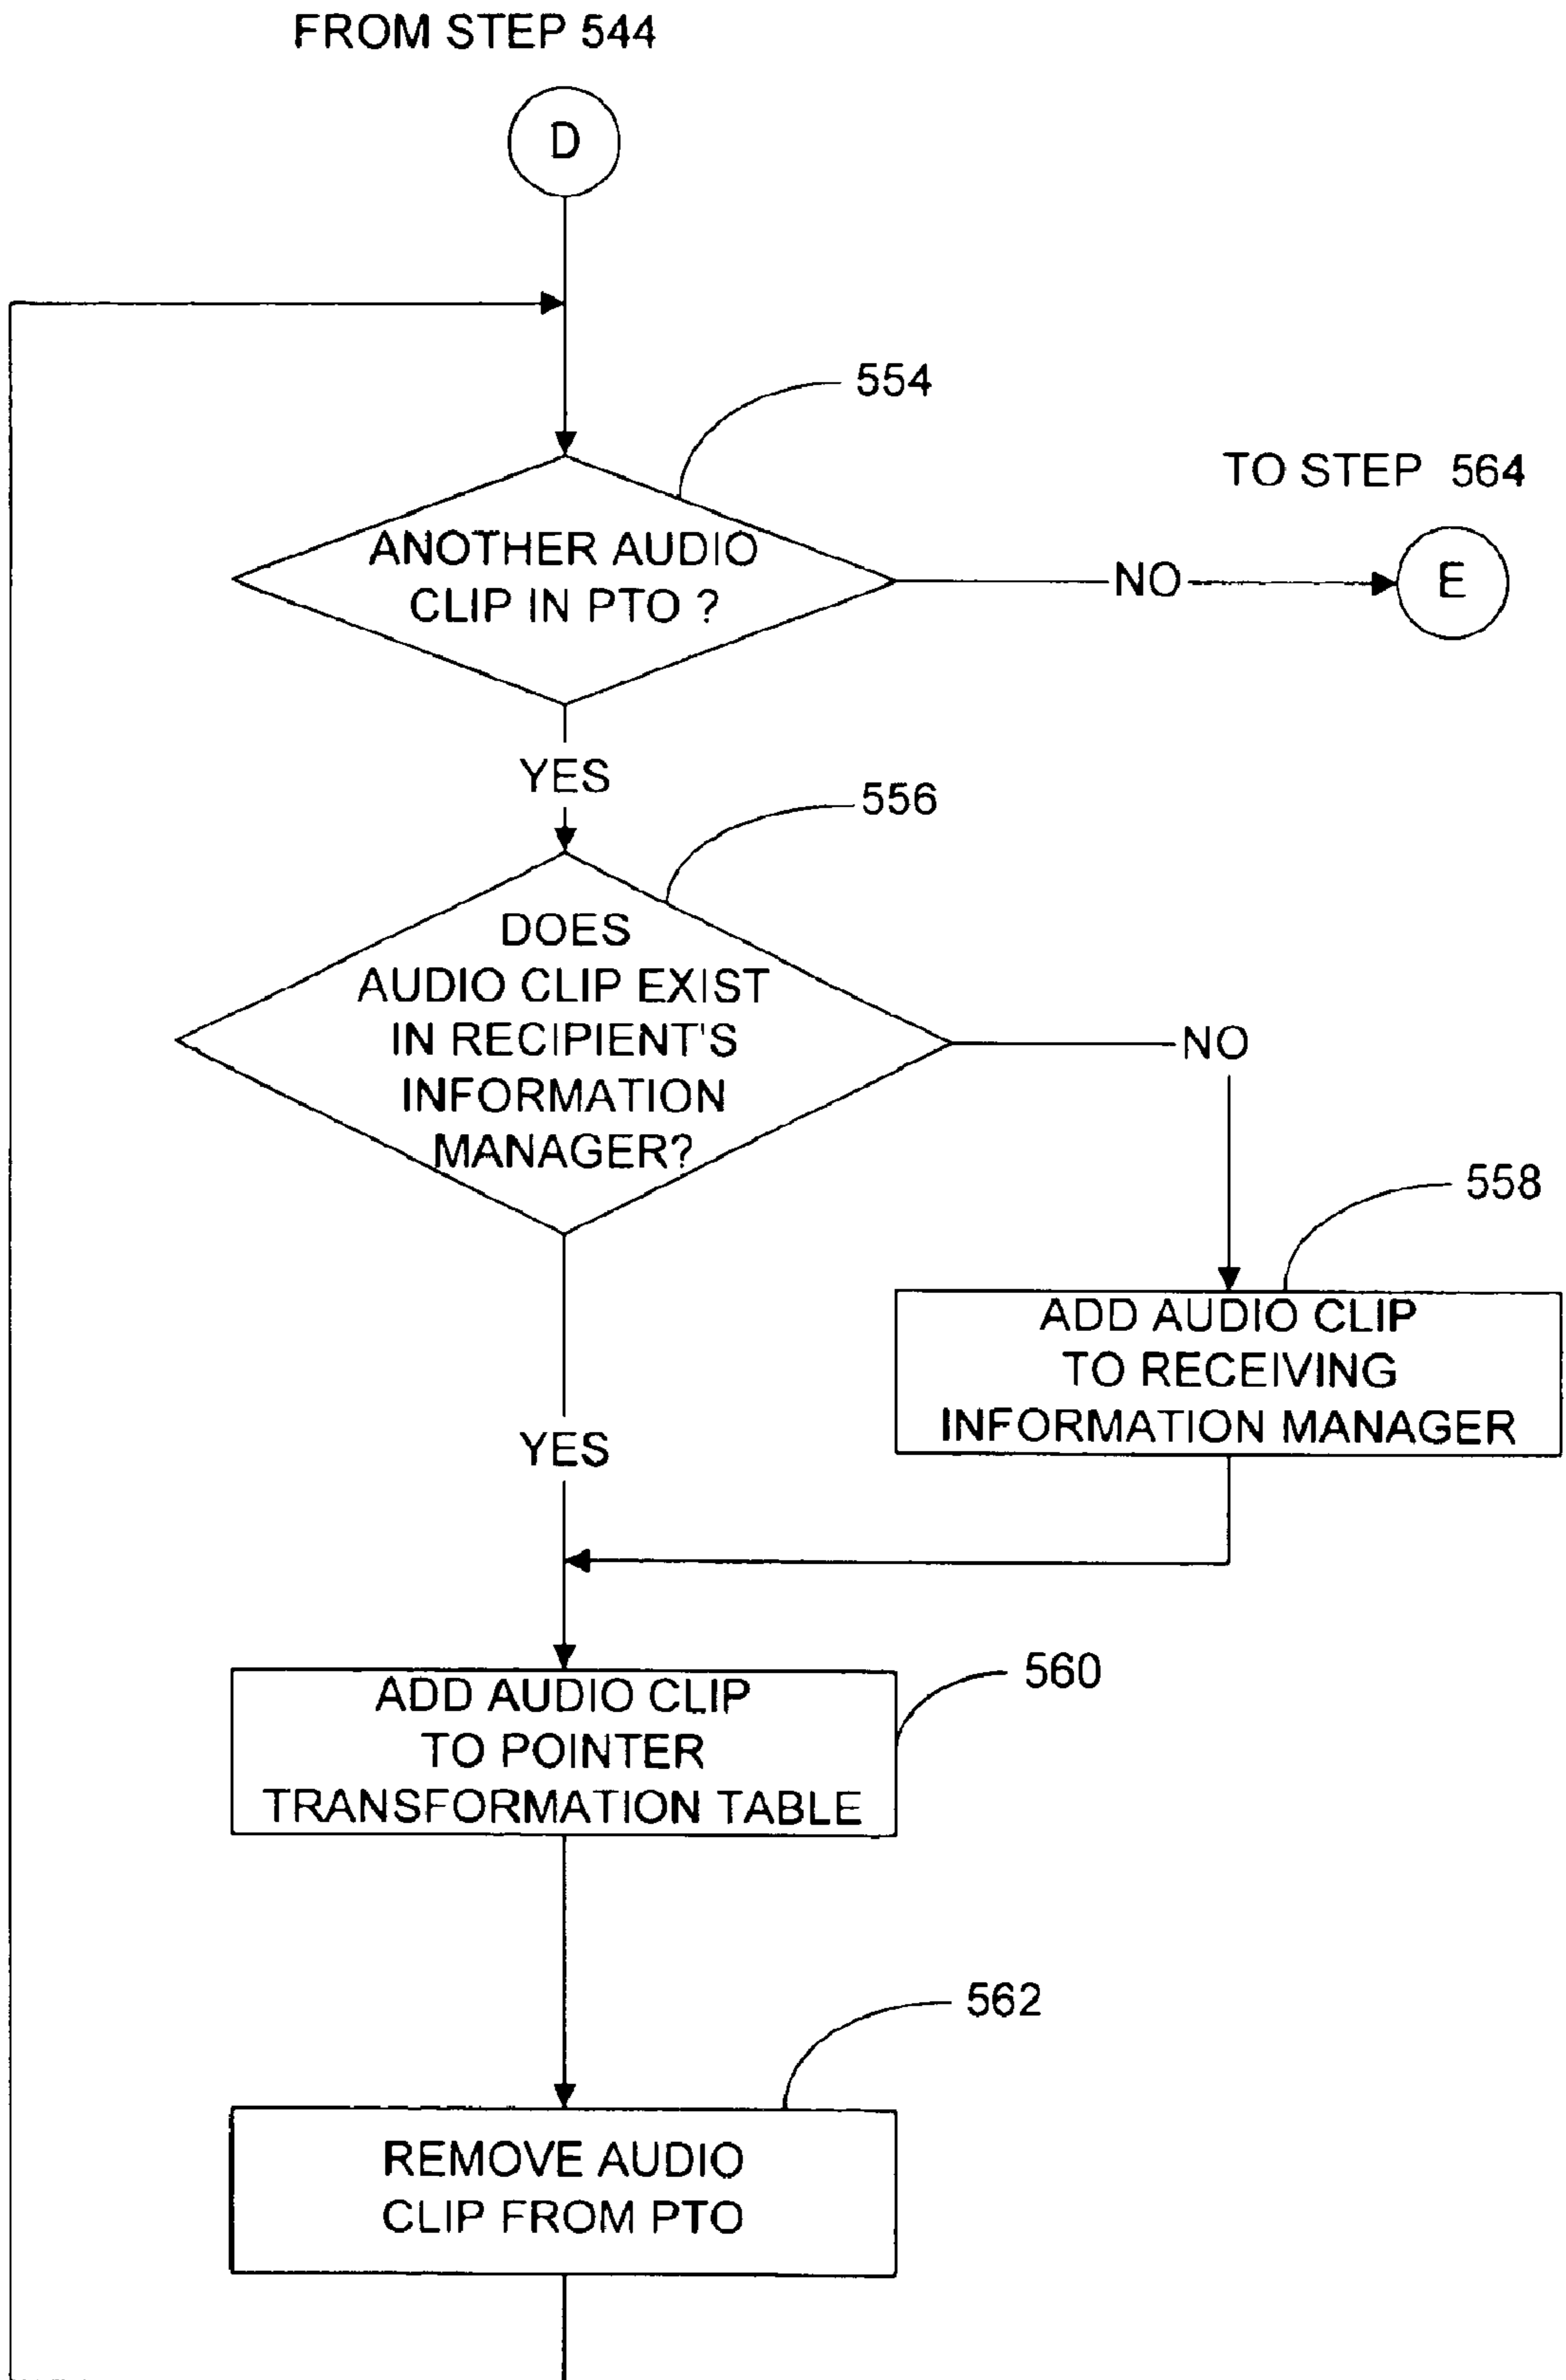 FROM STEP 544
D
554
TO STEP 564
ANOTHER AUDIO
CLIP IN PTO ?
NO
E
YES
556
DOES
AUDIO CLIP EXIST
IN RECIPIENT'S
INFORMATION
MANAGER?
NO
558
ADD AUDIO CLIP
TO RECEIVING
INFORMATION MANAGER
YES
560
ADD AUDIO CLIP
TO POINTER
TRANSFORMATION TABLE
562
REMOVE AUDIO
CLIP FROM PTO